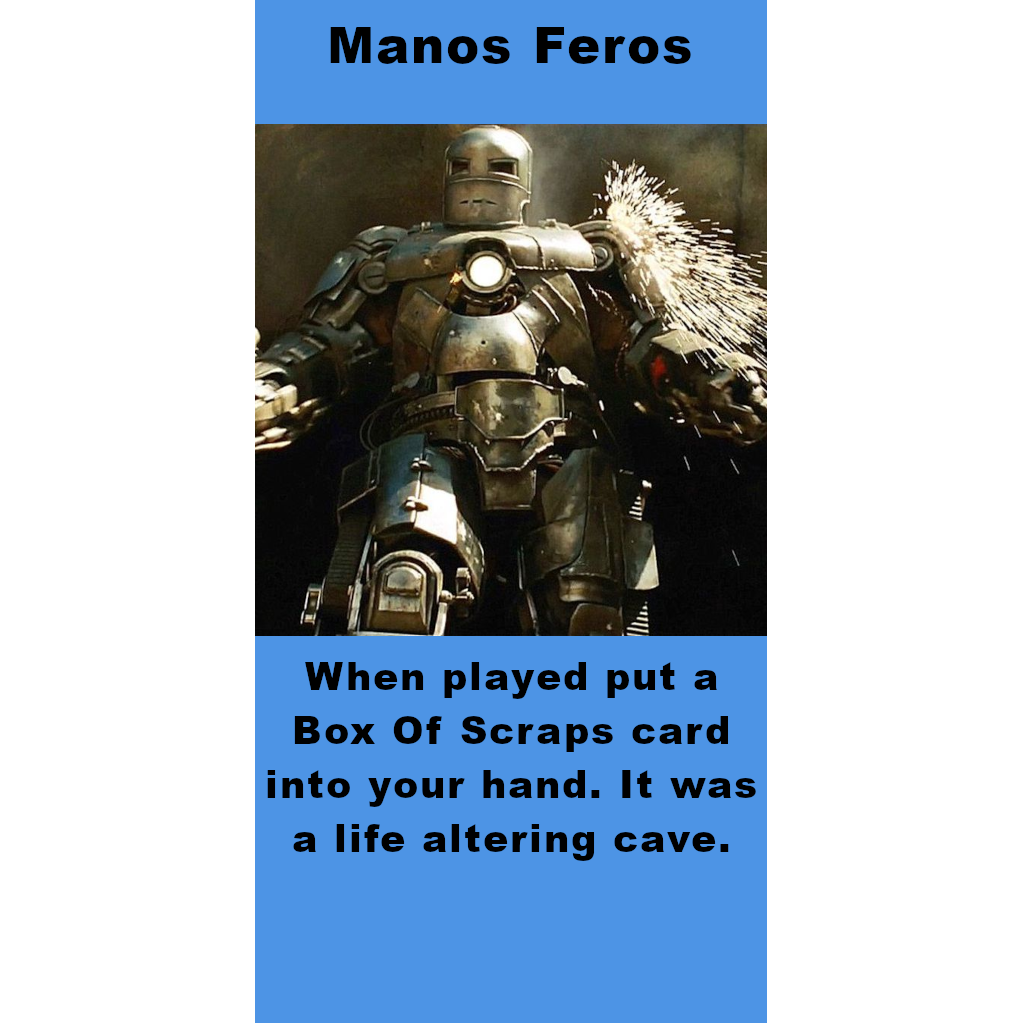 Manos Feros
When played put a
Box Of Scraps card
into your hand. It was
a life altering cave.